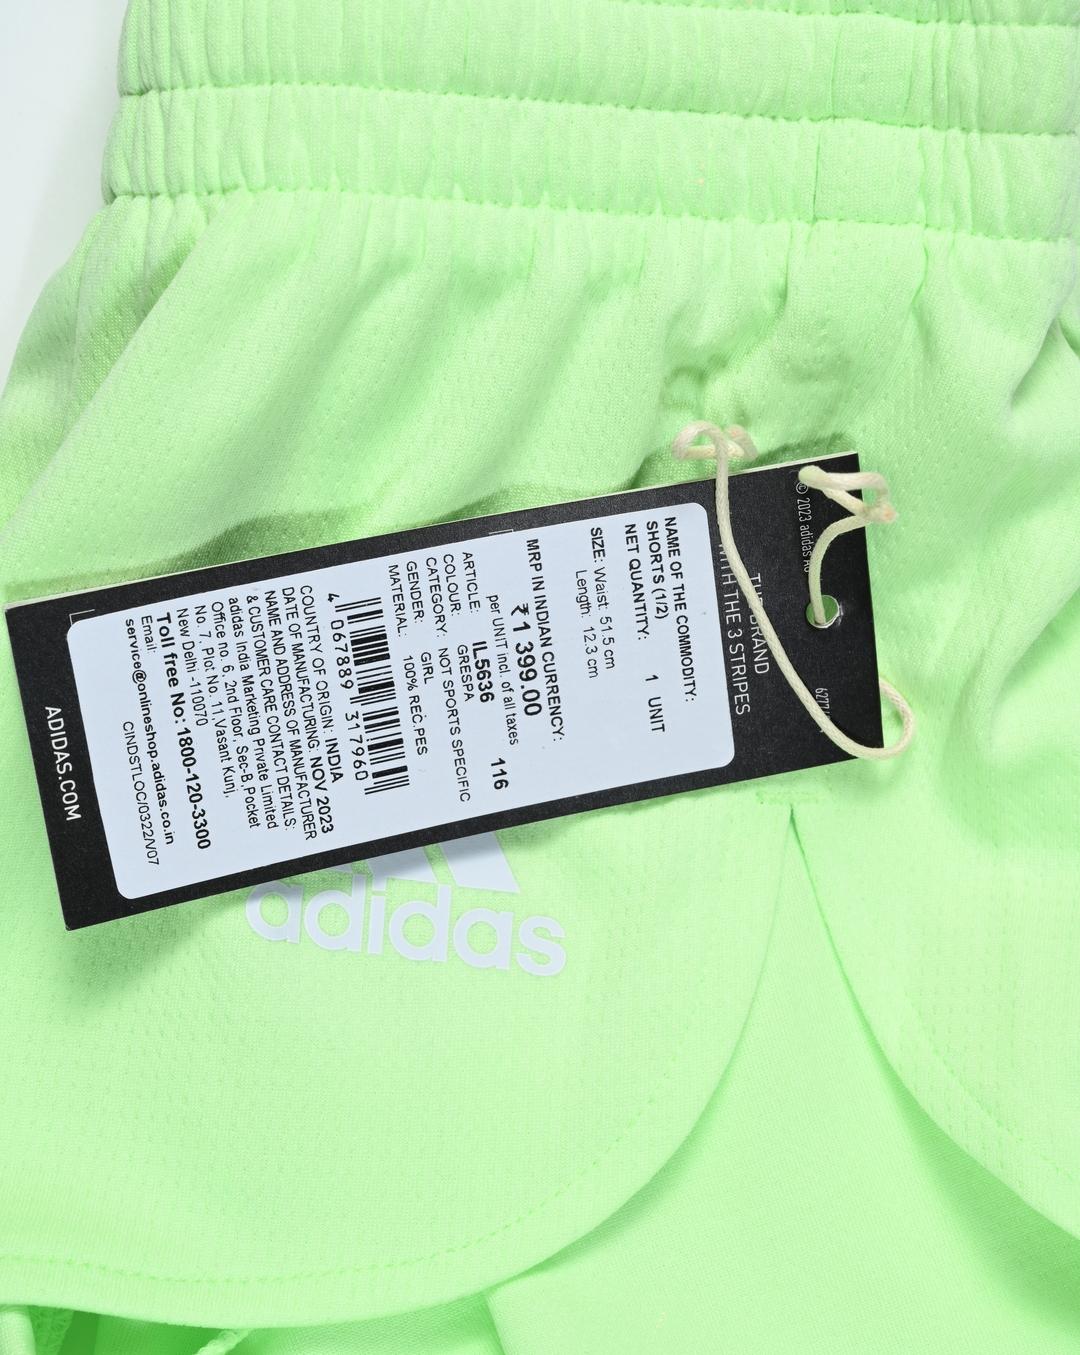 NAME OF THE COMMODITY:
SHORTS (1/2)
NET QUANTITY: 1 UNIT
SIZE: Waist: 51.5 cm
Length: 12.3 cm
MRP IN INDIAN CURRENCY:
₹1 399.00
per UNIT incl. of all taxes
ARTICLE: IL5636 116
COLOUR: GRESPA
CATEGORY: NOT SPORTS SPECIFIC
GENDER: GIRL
MATERIAL: 100% REC.PES
4 067889 317960
COUNTRY OF ORIGIN: INDIA
DATE OF MANUFACTURING: NOV 2023
NAME AND ADDRESS OF MANUFACTURER
& CUSTOMER CARE CONTACT DETAILS:
adidas India Marketing Private Limited
Office no. 6, 2nd Floor, Sec-B,Pocket
No. 7, Plot No. 11,Vasant Kunj,
New Delhi -110070
Toll free No:1800-120-3300
Email:
service@onlineshop.adidas.co.in
CINDSTLOC/0322/V07
© 2023 adidas AG
BRAND
WITH THE 3 STRIPES
ADIDAS.COM
adidas